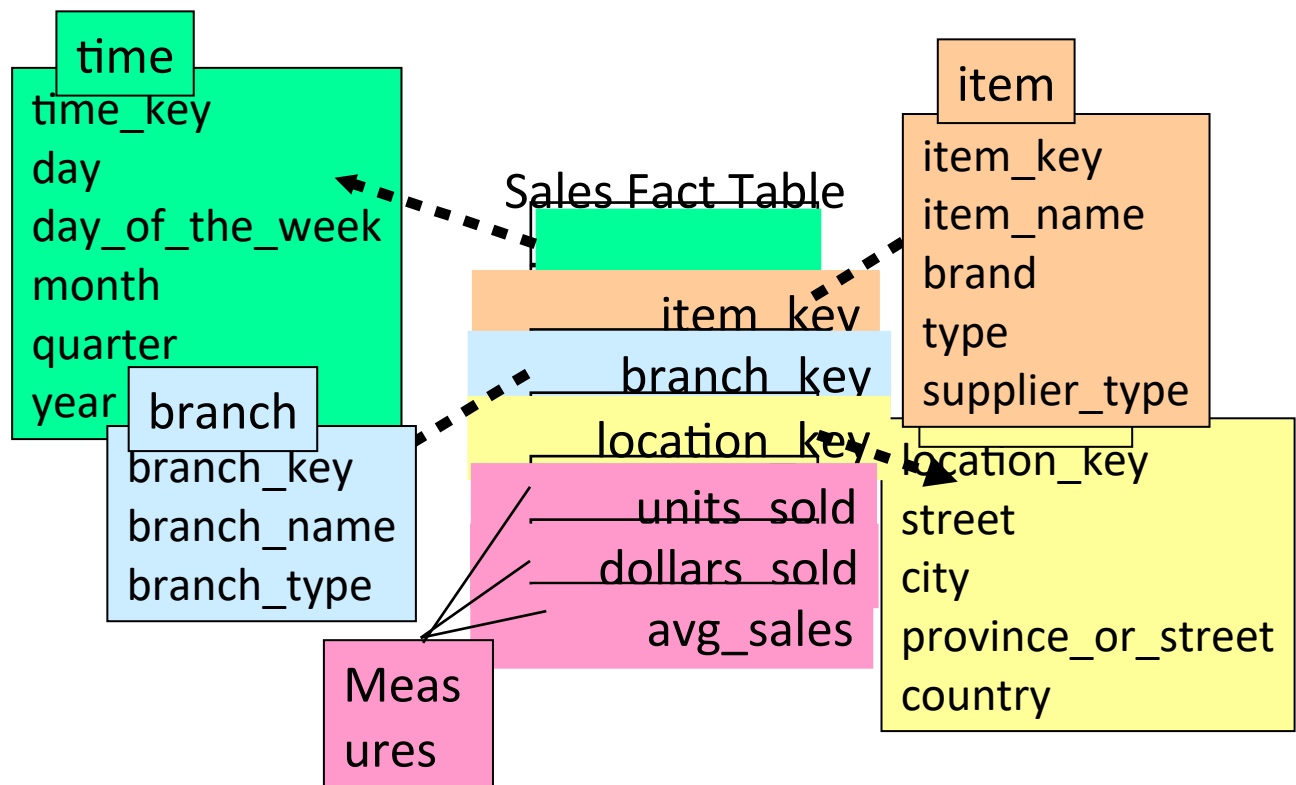 time
time_key
day
day_of_the_week
month
quarter
year
branch
branch_key
branch_name
branch_type
Sales Fact Table
item_key
branch_key
location_key
units_sold
dollars_sold
avg_sales
Meas
ures
item
item_key
item_name
brand
type
supplier_type
location_key
street
city
province_or_street
country